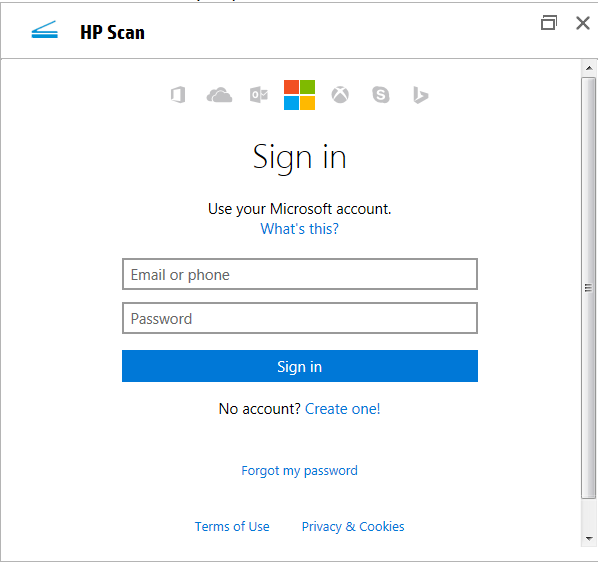 HP Scan
Sign in
Use your Microsoft account.
What's this?
Email or phone
Password
Sign in
No account? Create one!
Forgot my password
Terms of Use Privacy & Cookies